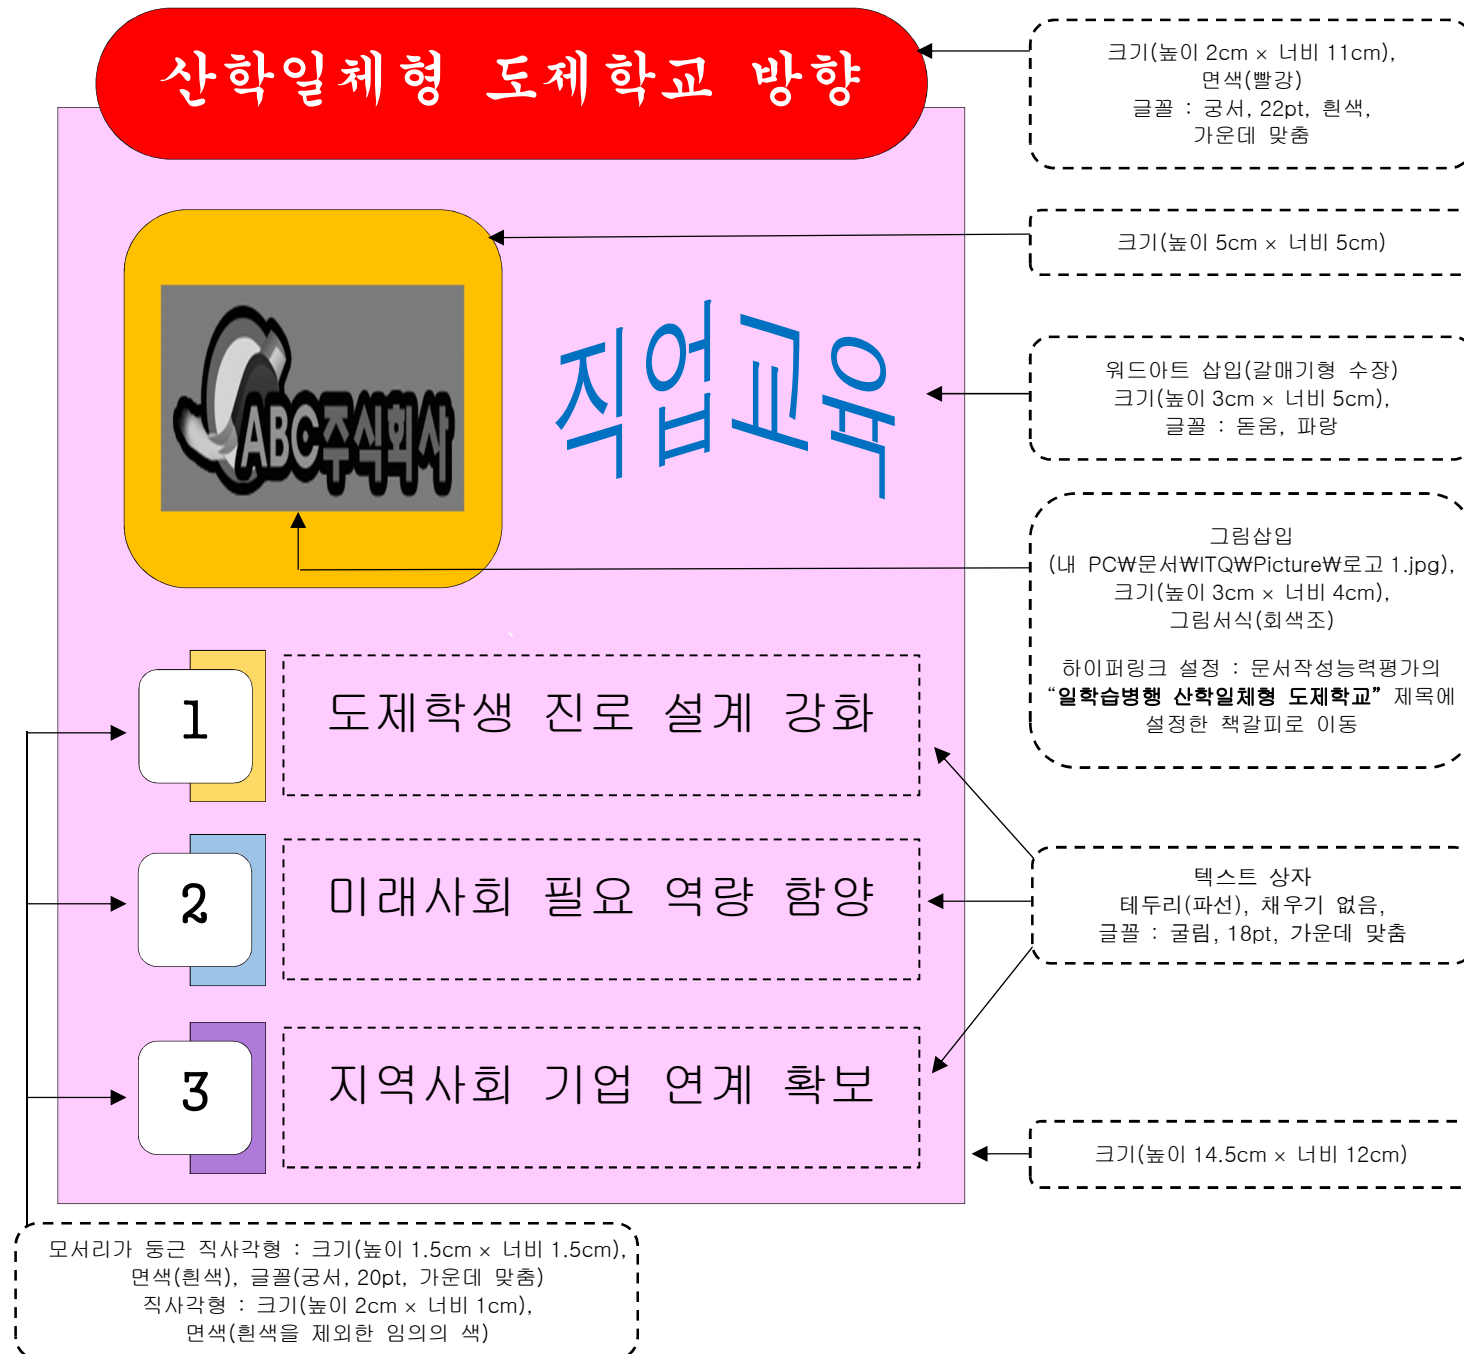 산학일체형 도제학교 방향
크기(높이 2cm × 너비 11cm),
면색(빨강)
글꼴 : 궁서, 22pt, 흰색,
가운데 맞춤
크기(높이 5cm × 너비 5cm)
ABC주식회사
직업교육
워드아트 삽입(갈매기형 수장)
크기(높이 3cm × 너비 5cm),
글꼴 : 돋움, 파랑
그림삽입
(내 PC₩문서₩ITQ₩Picture₩로고 1.jpg),
크기(높이 3cm × 너비 4cm),
그림서식(회색조)
하이퍼링크 설정 : 문서작성능력평가의
“일학습병행 산학일체형 도제학교” 제목에
설정한 책갈피로 이동
1
도제학생 진로 설계 강화
2
미래사회 필요 역량 함양
텍스트 상자
테두리(파선), 채우기 없음,
글꼴 : 굴림, 18pt, 가운데 맞춤
3
지역사회 기업 연계 확보
크기(높이 14.5cm × 너비 12cm)
모서리가 둥근 직사각형 : 크기(높이 1.5cm × 너비 1.5cm),
면색(흰색), 글꼴(궁서, 20pt, 가운데 맞춤)
직사각형 : 크기(높이 2cm × 너비 1cm),
면색(흰색을 제외한 임의의 색)